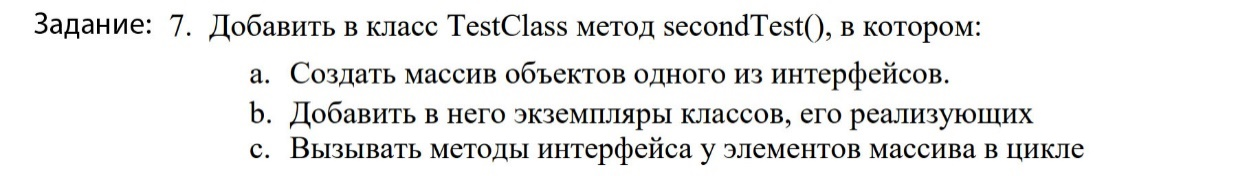 Задание: 7. Добавить в класс TestClass метод secondTest(), в котором:
a. Создать массив объектов одного из интерфейсов.
b. Добавить в него экземпляры классов, его реализующих
c. Вызывать методы интерфейса у элементов массива в цикле